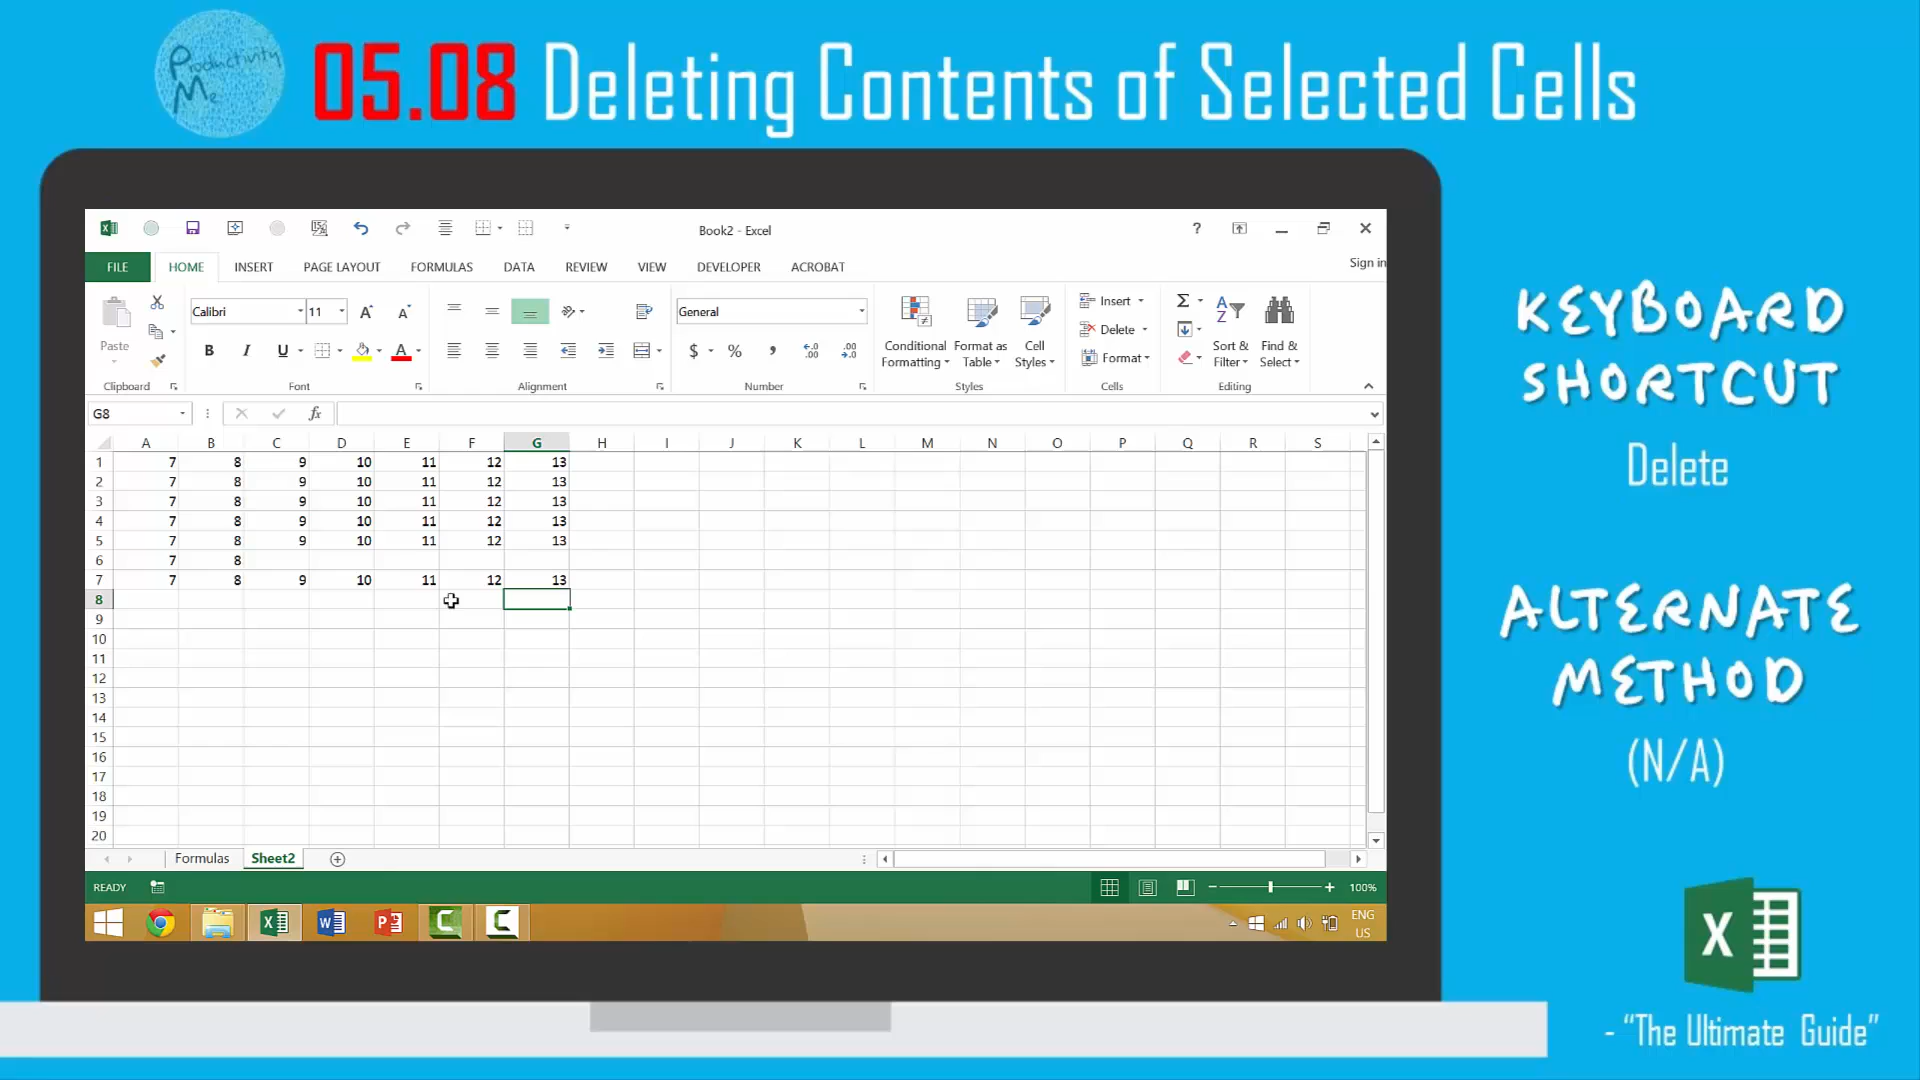 Productivity Me
05.08 Deleting Contents of Selected Cells
Book2 - Excel
?
FILE HOME INSERT PAGE LAYOUT FORMULAS DATA REVIEW VIEW DEVELOPER ACROBAT
Sign in
Paste
Clipboard
Calibri 11
B I U
Font
Alignment
General
$ % ,
Number
Conditional Formatting
Format as Table
Cell Styles
Styles
Insert
Delete
Format
Cells
Sort & Filter
Find & Select
Editing
G8
fx
A B C D E F G H I J K L M N O P Q R S
1 7 8 9 10 11 12 13
2 7 8 9 10 11 12 13
3 7 8 9 10 11 12 13
4 7 8 9 10 11 12 13
5 7 8 9 10 11 12 13
6 7 8
7 7 8 9 10 11 12 13
8
9
10
11
12
13
14
15
16
17
18
19
20
Formulas Sheet2
READY
100%
ENG
US
KEYBOARD
SHORTCUT
Delete
ALTERNATE
METHOD
(N/A)
- "The Ultimate Guide"